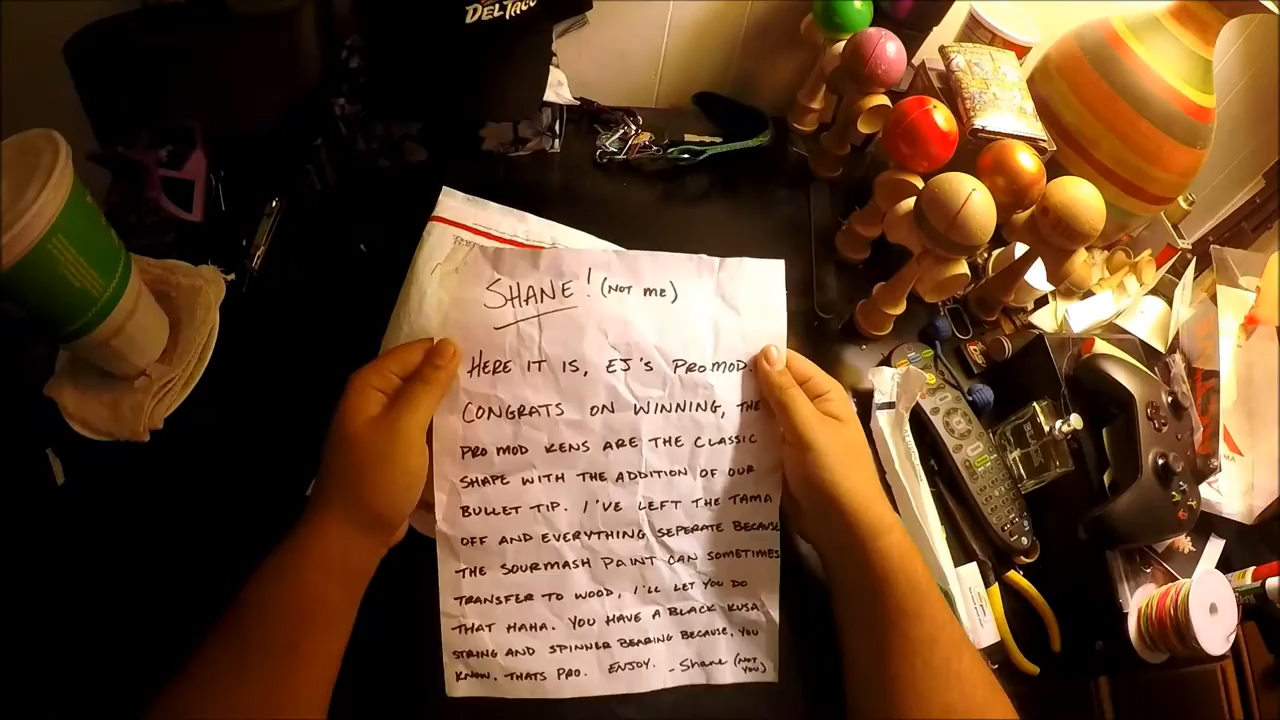 DEL TACO
SHANE! (NOT ME)
HERE IT IS, EJ'S PROMOD.
CONGRATS ON WINNING, THE
PRO MOD KENS ARE THE CLASSIC
SHAPE WITH THE ADDITION OF OUR
BULLET TIP. I'VE LEFT THE TAMA
OFF AND EVERYTHING SEPERATE BECAUSE
THE SOURMASH PAINT CAN SOMETIMES
TRANSFER TO WOOD, I'LL LET YOU DO
THAT HAHA. YOU HAVE A BLACK KUSA
STRING AND SPINNER BEARING BECAUSE, YOU
KNOW. THATS PRO. ENJOY. - Shane (NOT YOU)